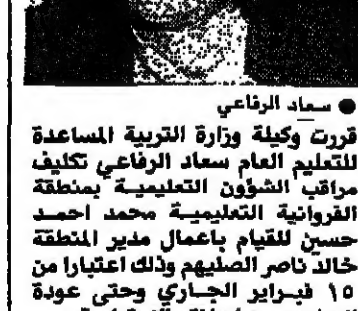 ● سعاد الرفاعي
قررت وكيلة وزارة التربية المساعدة
للتعليم العام سعاد الرفاعي تكليف
مراقب الشؤون التعليمية بمنطقة
الفروانية التعليمية محمد احمد
حسين للقيام باعمال مدير المنطقة
خالد ناصر الصليهم وذلك اعتبارا من
١٥ فبراير الجاري وحتى عودة